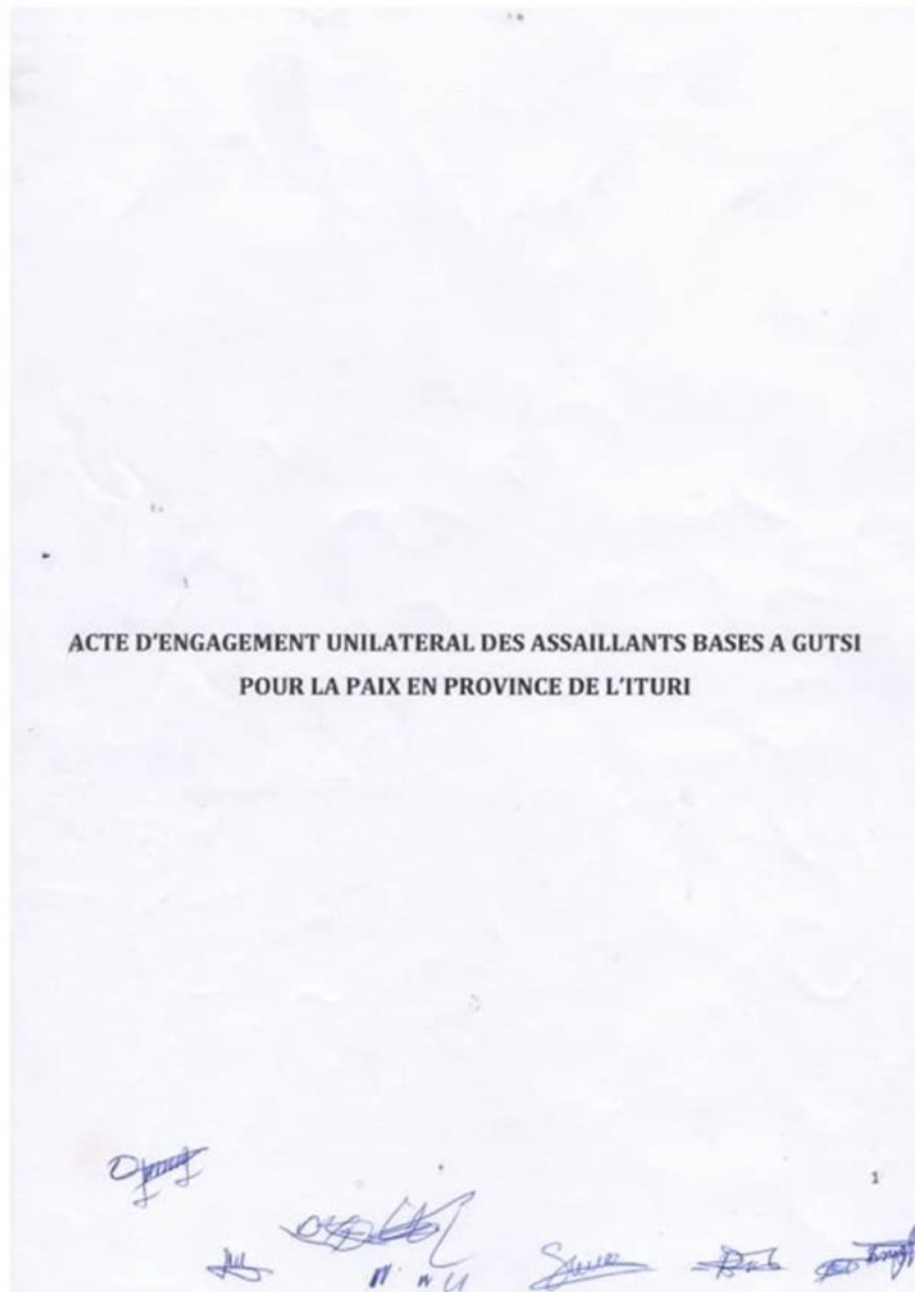 ACTE D'ENGAGEMENT UNILATERAL DES ASSAILLANTS BASES A GUTSI
POUR LA PAIX EN PROVINCE DE L'ITURI
1